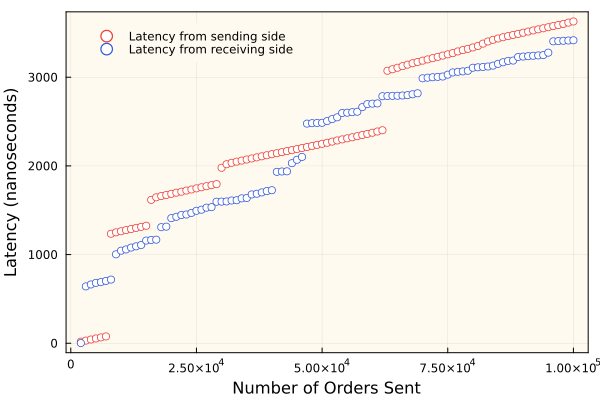 Latency from sending side
Latency from receiving side
3000
2000
1000
0
Latency (nanoseconds)
0
2.50×10⁴
5.00×10⁴
7.50×10⁴
1.00×10⁵
Number of Orders Sent